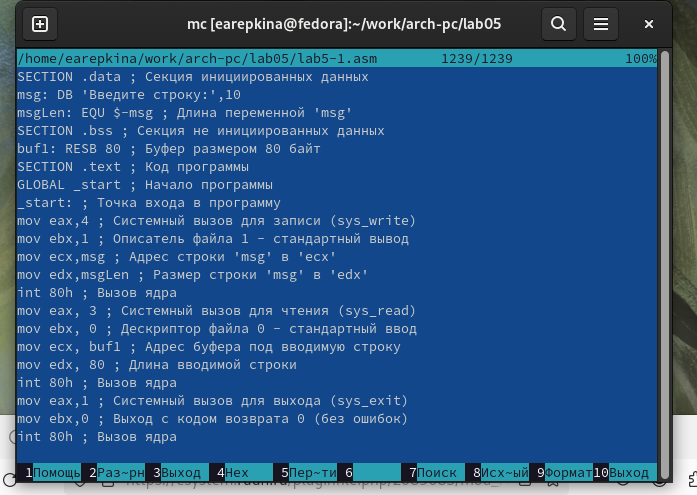 mc [earepkina@fedora]:~/work/arch-pc/lab05
/home/earepkina/work/arch-pc/lab05/lab5-1.asm 1239/1239 100%
SECTION .data ; Секция инициированных данных
msg: DB 'Введите строку:',10
msgLen: EQU $-msg ; Длина переменной 'msg'
SECTION .bss ; Секция не инициированных данных
buf1: RESB 80 ; Буфер размером 80 байт
SECTION .text ; Код программы
GLOBAL _start ; Начало программы
_start: ; Точка входа в программу
mov eax,4 ; Системный вызов для записи (sys_write)
mov ebx,1 ; Описатель файла 1 - стандартный вывод
mov ecx,msg ; Адрес строки 'msg' в 'ecx'
mov edx,msgLen ; Размер строки 'msg' в 'edx'
int 80h ; Вызов ядра
mov eax, 3 ; Системный вызов для чтения (sys_read)
mov ebx, 0 ; Дескриптор файла 0 - стандартный ввод
mov ecx, buf1 ; Адрес буфера под вводимую строку
mov edx, 80 ; Длина вводимой строки
int 80h ; Вызов ядра
mov eax,1 ; Системный вызов для выхода (sys_exit)
mov ebx,0 ; Выход с кодом возврата 0 (без ошибок)
int 80h ; Вызов ядра
1Помощь 2Раз~рн 3Выход 4Hex 5Пер~ти 6 7Поиск 8Исх~ый 9Формат 10Выход